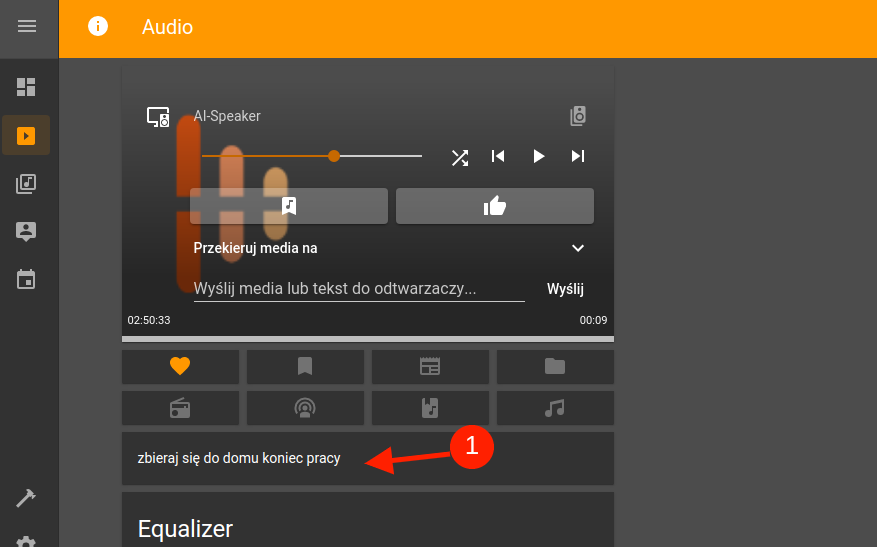 Audio
AI-Speaker
Przekieruj media na
Wyślij media lub tekst do odtwarzaczy...
Wyślij
02:50:33
00:09
1
zbieraj się do domu koniec pracy
Equalizer